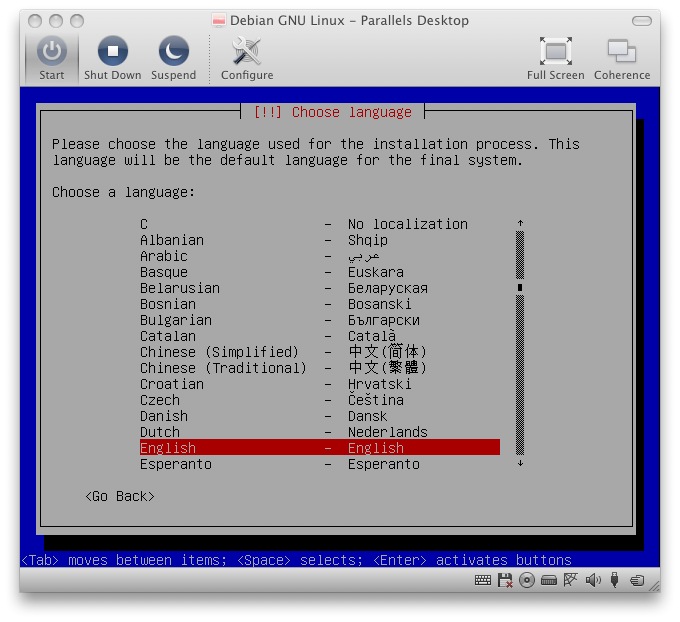 Debian GNU Linux - Parallels Desktop
Start Shut Down Suspend Configure Full Screen Coherence
[!!] Choose language
Please choose the language used for the installation process. This
language will be the default language for the final system.
Choose a language:
C - No localization
Albanian - Shqip
Arabic - عربي
Basque - Euskara
Belarusian - Беларуская
Bosnian - Bosanski
Bulgarian - Български
Catalan - Català
Chinese (Simplified) - 中文(简体)
Chinese (Traditional) - 中文(繁體)
Croatian - Hrvatski
Czech - Čeština
Danish - Dansk
Dutch - Nederlands
English - English
Esperanto - Esperanto
<Go Back>
<Tab> moves between items; <Space> selects; <Enter> activates buttons